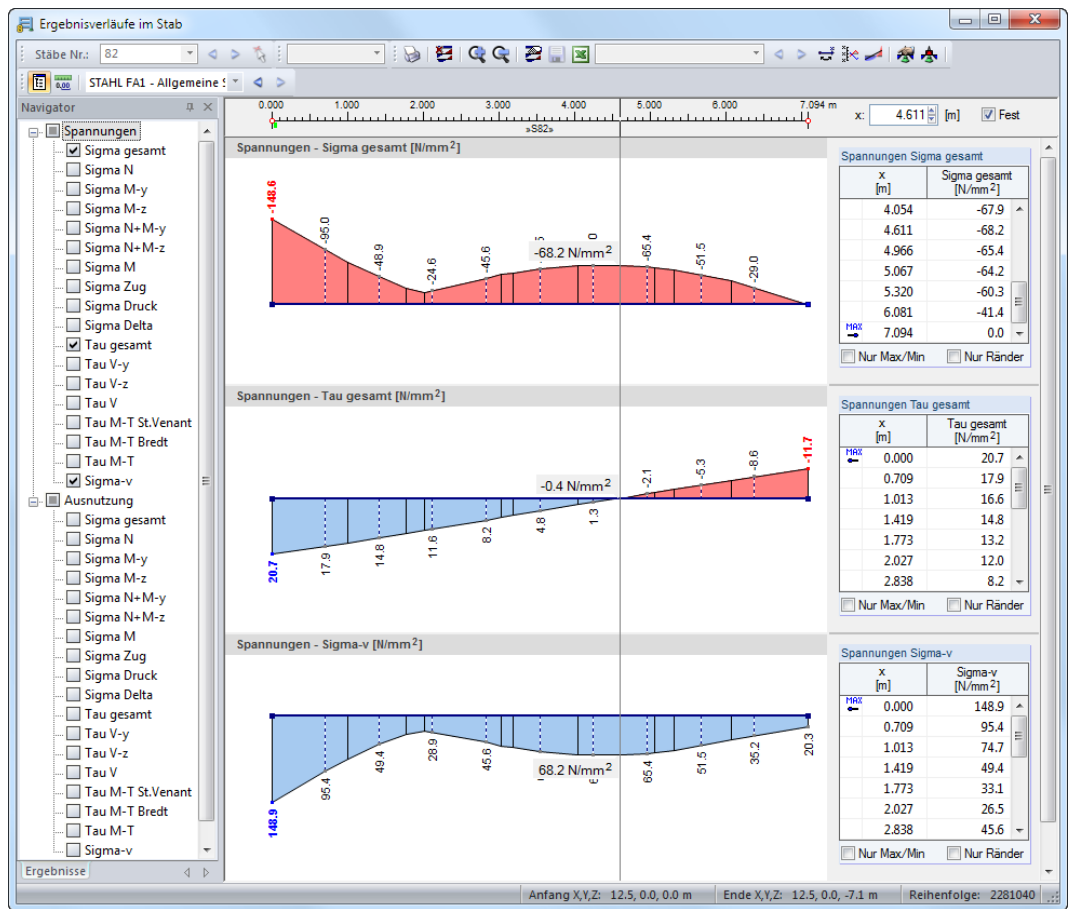 Ergebnisverläufe im Stab
Stäbe Nr.: 82
0,00 STAHL FA1 - Allgemeine S
Navigator
Spannungen
Sigma gesamt
Sigma N
Sigma M-y
Sigma M-z
Sigma N+M-y
Sigma N+M-z
Sigma M
Sigma Zug
Sigma Druck
Sigma Delta
Tau gesamt
Tau V-y
Tau V-z
Tau V
Tau M-T St.Venant
Tau M-T Bredt
Tau M-T
Sigma-v
Ausnutzung
Sigma gesamt
Sigma N
Sigma M-y
Sigma M-z
Sigma N+M-y
Sigma N+M-z
Sigma M
Sigma Zug
Sigma Druck
Sigma Delta
Tau gesamt
Tau V-y
Tau V-z
Tau V
Tau M-T St.Venant
Tau M-T Bredt
Tau M-T
Sigma-v
Ergebnisse
0.000 1.000 2.000 3.000 4.000 5.000 6.000 7.094 m
»S82»
x: 4.611 [m] Fest
Spannungen - Sigma gesamt [N/mm²]
-148.6
-95.0
-48.9
-24.6
-45.6
-68.2 N/mm²
-65.4
-51.5
-29.0
Spannungen Sigma gesamt
x [m] Sigma gesamt [N/mm²]
4.054 -67.9
4.611 -68.2
4.966 -65.4
5.067 -64.2
5.320 -60.3
6.081 -41.4
MAX 7.094 0.0
Nur Max/Min Nur Ränder
Spannungen - Tau gesamt [N/mm²]
20.7
17.9
14.8
11.6
8.2
4.8
1.3
-0.4 N/mm²
-2.1
-5.3
-8.6
-11.7
Spannungen Tau gesamt
x [m] Tau gesamt [N/mm²]
MAX 0.000 20.7
0.709 17.9
1.013 16.6
1.419 14.8
1.773 13.2
2.027 12.0
2.838 8.2
Nur Max/Min Nur Ränder
Spannungen - Sigma-v [N/mm²]
148.9
95.4
49.4
28.9
45.6
68.2 N/mm²
65.4
51.5
35.2
20.3
Spannungen Sigma-v
x [m] Sigma-v [N/mm²]
MAX 0.000 148.9
0.709 95.4
1.013 74.7
1.419 49.4
1.773 33.1
2.027 26.5
2.838 45.6
Nur Max/Min Nur Ränder
Anfang X,Y,Z: 12.5, 0.0, 0.0 m Ende X,Y,Z: 12.5, 0.0, -7.1 m Reihenfolge: 2281040